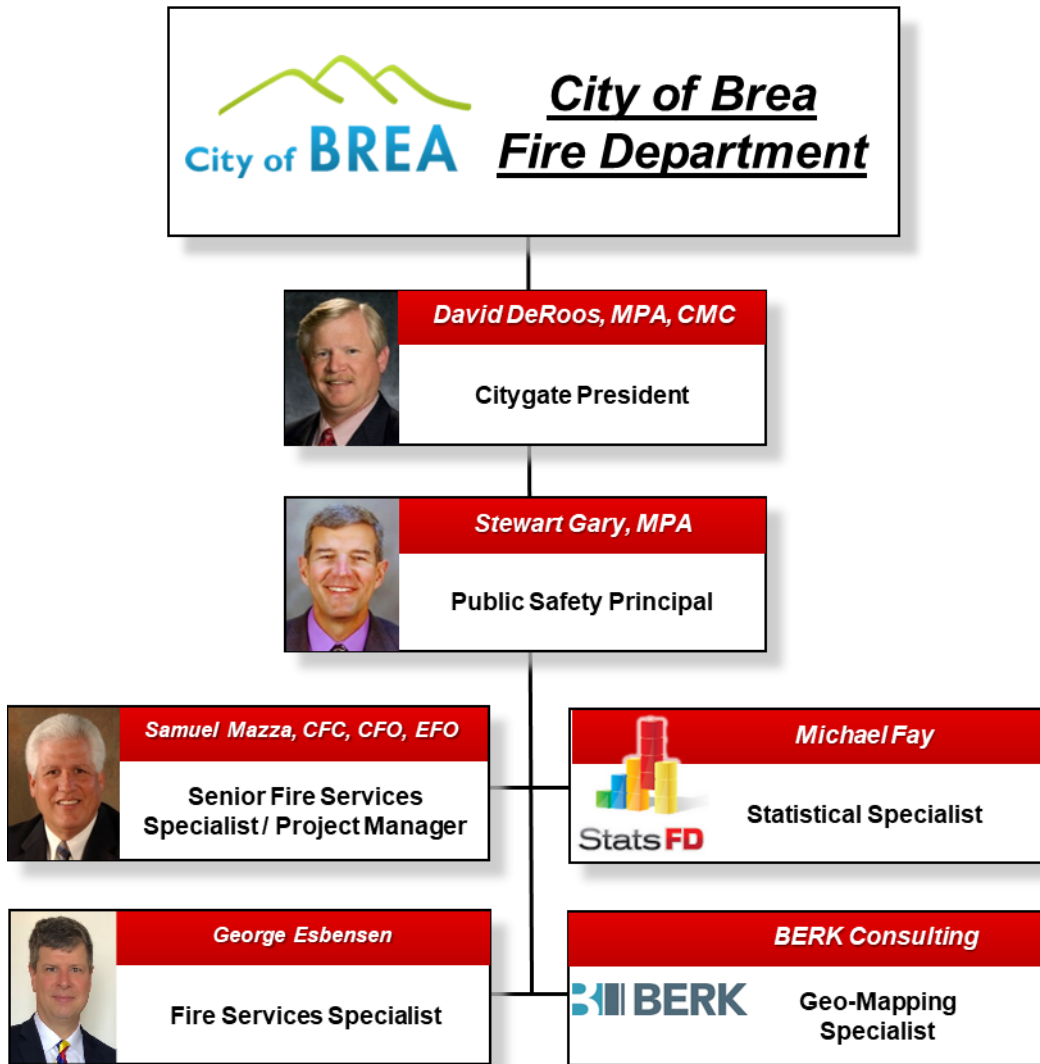 City of BREA
City of Brea
Fire Department
David DeRoos, MPA, CMC
Citygate President
Stewart Gary, MPA
Public Safety Principal
Samuel Mazza, CFC, CFO, EFO
Senior Fire Services
Specialist / Project Manager
Michael Fay
StatsFD
Statistical Specialist
George Esbensen
Fire Services Specialist
BERK Consulting
BERK
Geo-Mapping
Specialist